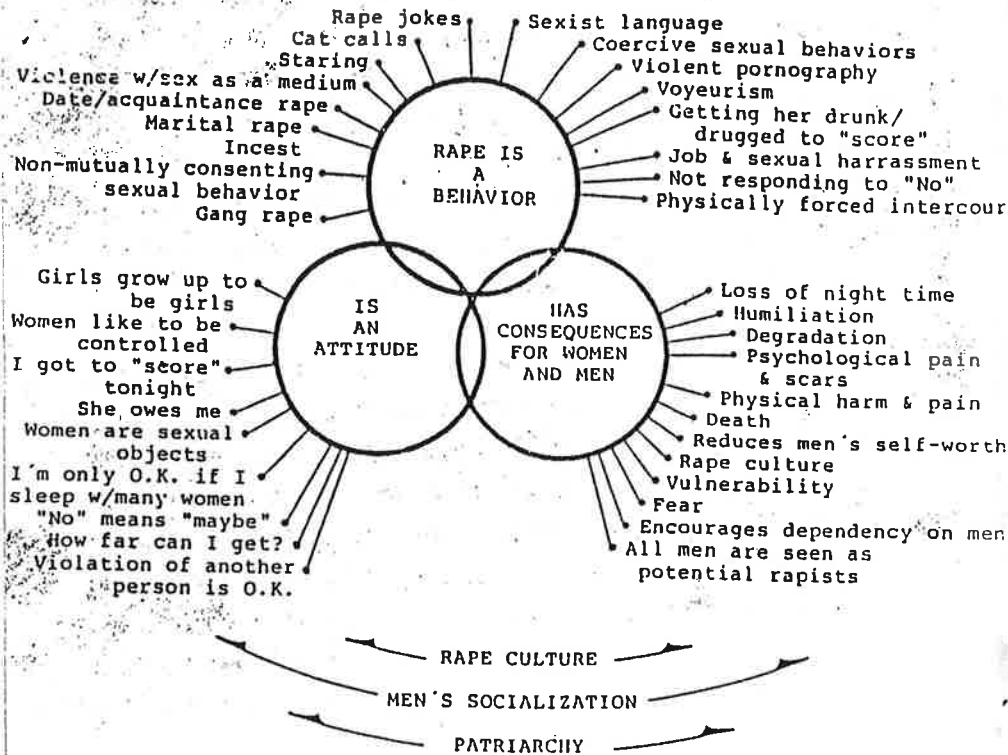 Rape jokes
Cat calls
Staring
Violence w/sex as a medium
Date/acquaintance rape
Marital rape
Incest
Non-mutually consenting
sexual behavior
Gang rape
Sexist language
Coercive sexual behaviors
Violent pornography
Voyeurism
Getting her drunk/
drugged to "score"
Job & sexual harrassment
Not responding to "No"
Physically forced intercour
RAPE IS
A
BEHAVIOR
Girls grow up to
be girls
Women like to be
controlled
I got to "score"
tonight
She owes me
Women are sexual
objects
I'm only O.K. if I
sleep w/many women
"No" means "maybe"
How far can I get?
Violation of another
person is O.K.
IS
AN
ATTITUDE
HAS
CONSEQUENCES
FOR WOMEN
AND MEN
Loss of night time
Humiliation
Degradation
Psychological pain
& scars
Physical harm & pain
Death
Reduces men's self-worth
Rape culture
Vulnerability
Fear
Encourages dependency on men
All men are seen as
potential rapists
RAPE CULTURE
MEN'S SOCIALIZATION
PATRIARCHY